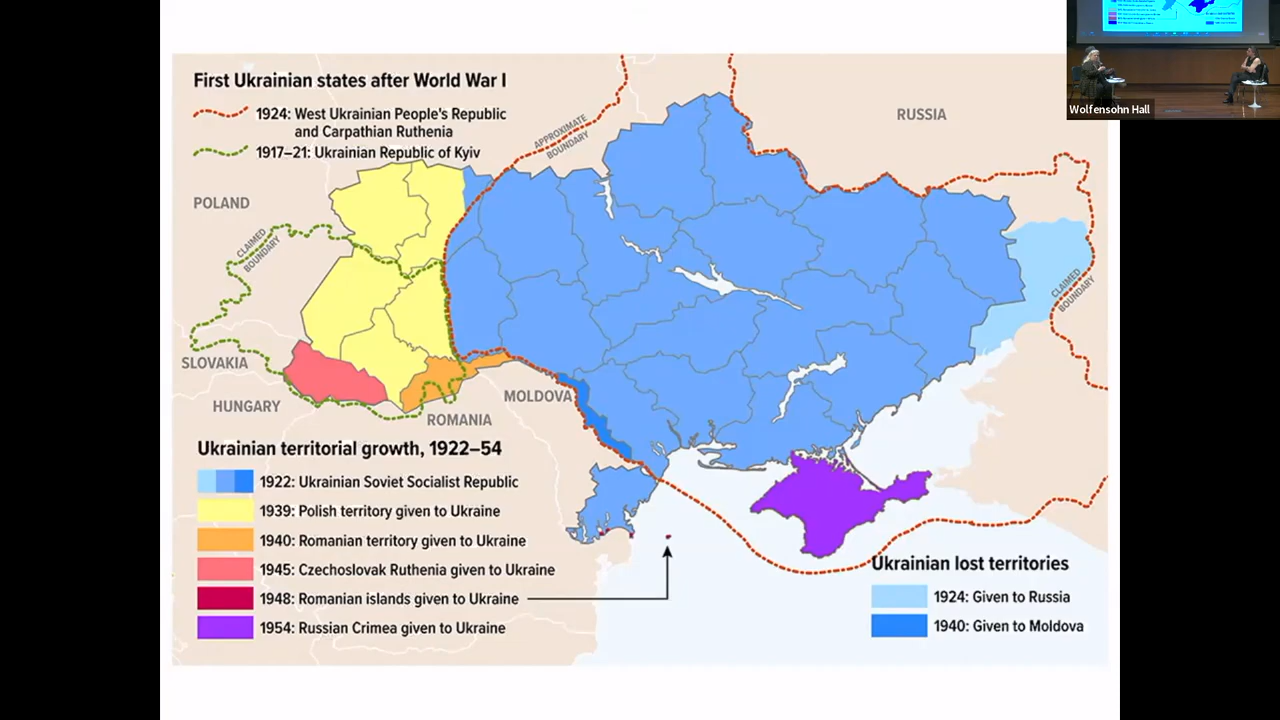 First Ukrainian states after World War I
1924: West Ukrainian People's Republic
and Carpathian Ruthenia
1917–21: Ukrainian Republic of Kyiv
APPROXIMATE
BOUNDARY
RUSSIA
Wolfensohn Hall
POLAND
CLAIMED
BOUNDARY
CLAIMED
BOUNDARY
SLOVAKIA
HUNGARY
MOLDOVA
ROMANIA
Ukrainian territorial growth, 1922–54
1922: Ukrainian Soviet Socialist Republic
1939: Polish territory given to Ukraine
1940: Romanian territory given to Ukraine
1945: Czechoslovak Ruthenia given to Ukraine
1948: Romanian islands given to Ukraine
1954: Russian Crimea given to Ukraine
Ukrainian lost territories
1924: Given to Russia
1940: Given to Moldova